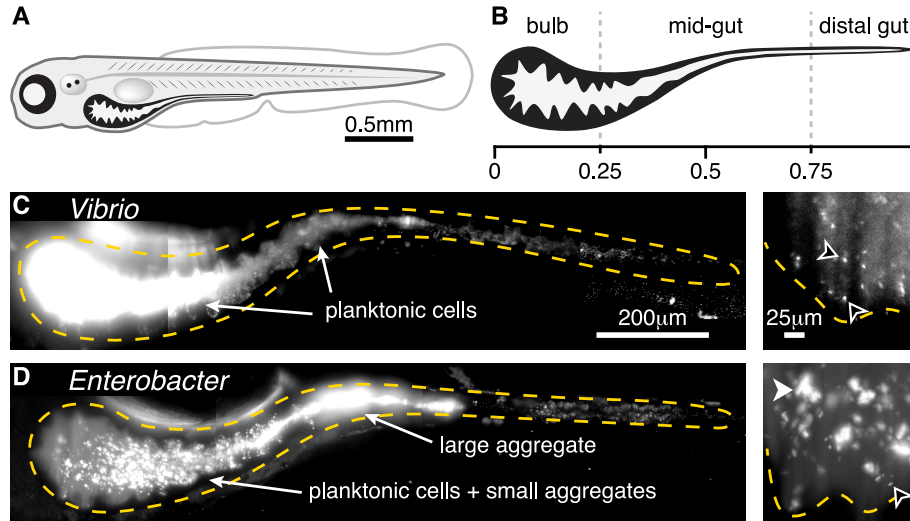 A
0.5mm
B
bulb mid-gut distal gut
0 0.25 0.5 0.75
C Vibrio
planktonic cells
200μm
25μm
D Enterobacter
large aggregate
planktonic cells + small aggregates